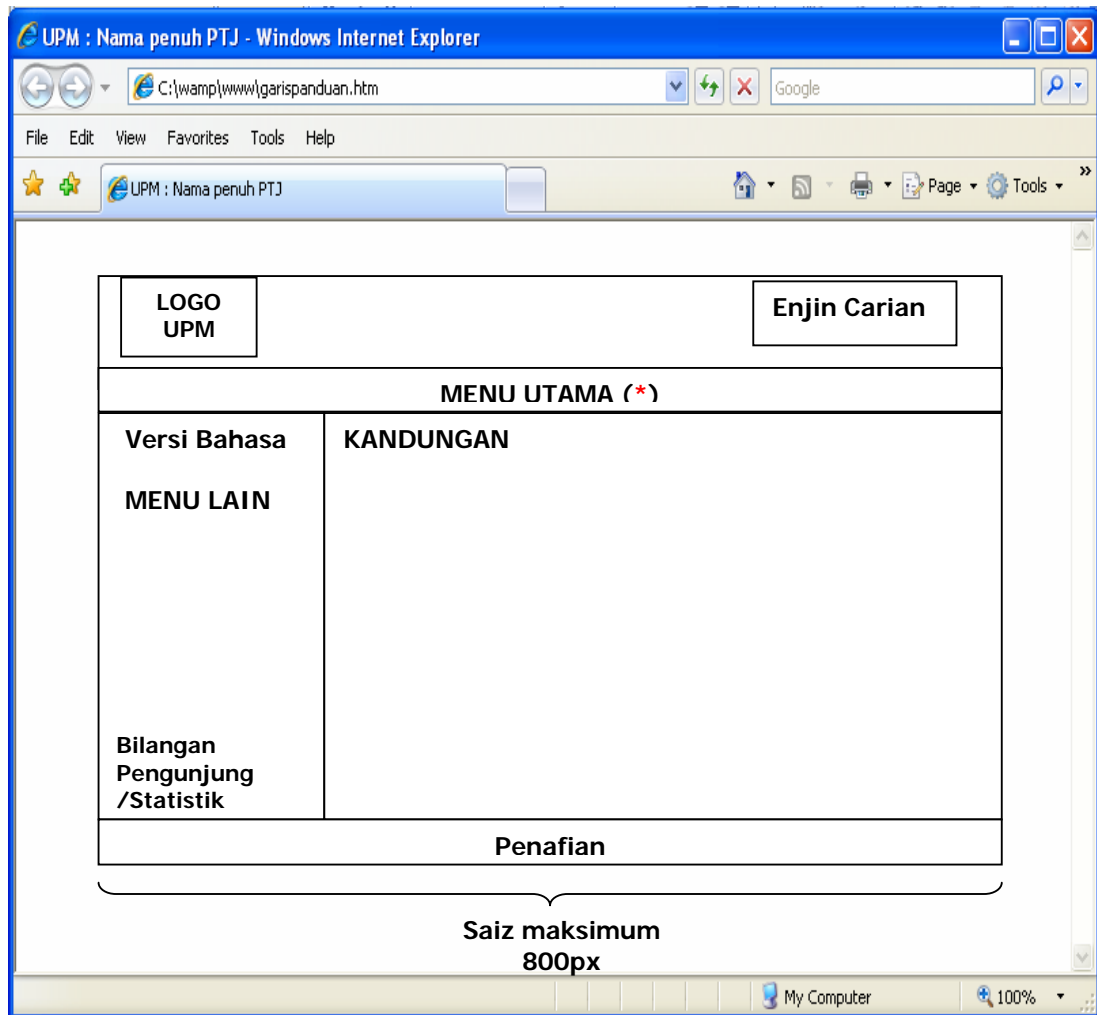 UPM : Nama penuh PTJ - Windows Internet Explorer
C:\wamp\www\garispanduan.htm
Google
File Edit View Favorites Tools Help
UPM : Nama penuh PTJ
Page Tools »
LOGO
UPM
Enjin Carian
MENU UTAMA (*)
Versi Bahasa
KANDUNGAN
MENU LAIN
Bilangan
Pengunjung
/Statistik
Penafian
Saiz maksimum
800px
My Computer
100%